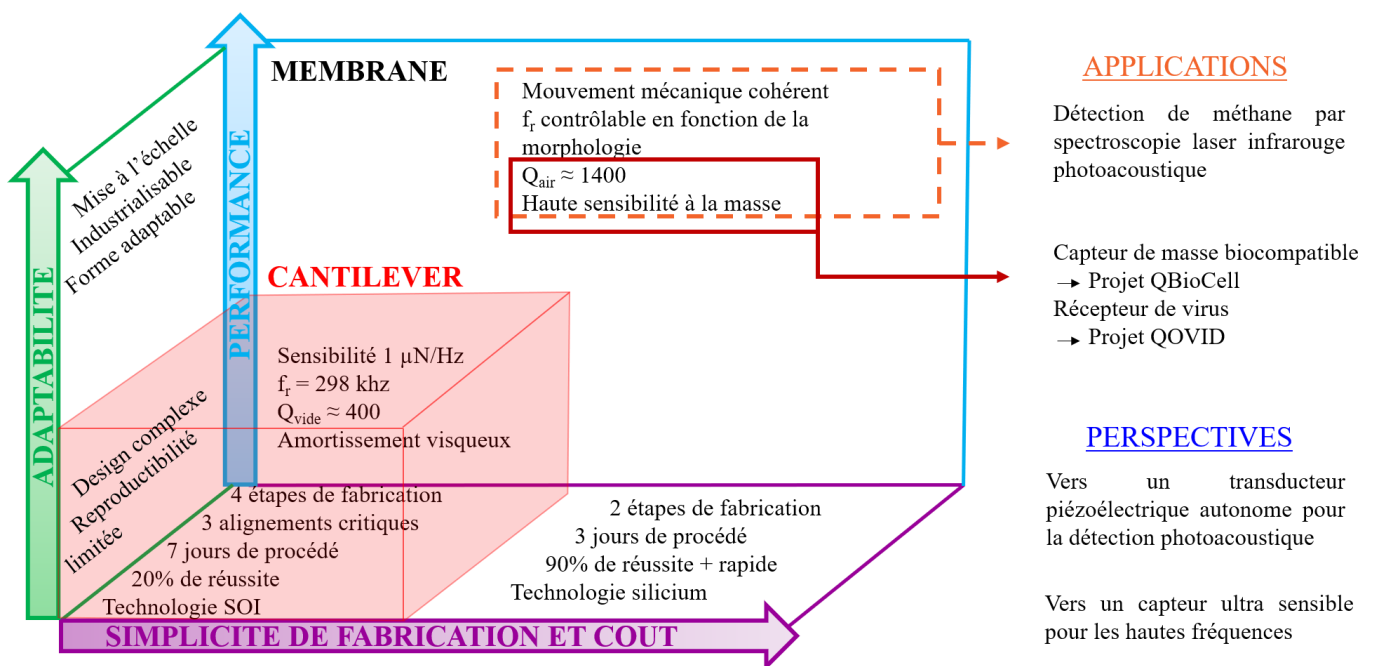 MEMBRANE
Mouvement mécanique cohérent
fr contrôlable en fonction de la
morphologie
Qair ≈ 1400
Haute sensibilité à la masse
PERFORMANCE
ADAPTABILITE
Mise à l’échelle
Industrialisable
Forme adaptable
CANTILEVER
Sensibilité 1 µN/Hz
fr = 298 khz
Qvide ≈ 400
Amortissement visqueux
Design complexe
Reproductibilité
limitée
4 étapes de fabrication
3 alignements critiques
7 jours de procédé
20% de réussite
Technologie SOI
2 étapes de fabrication
3 jours de procédé
90% de réussite + rapide
Technologie silicium
SIMPLICITE DE FABRICATION ET COUT
APPLICATIONS
Détection de méthane par
spectroscopie laser infrarouge
photoacoustique
Capteur de masse biocompatible
→ Projet QBioCell
Récepteur de virus
→ Projet QOVID
PERSPECTIVES
Vers un transducteur
piézoélectrique autonome pour
la détection photoacoustique
Vers un capteur ultra sensible
pour les hautes fréquences